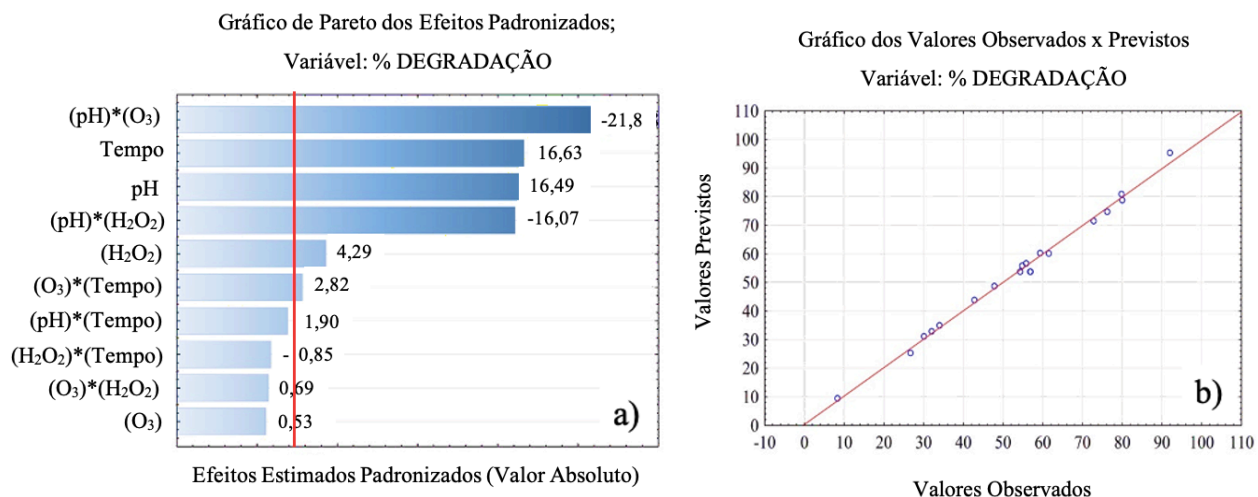 Gráfico de Pareto dos Efeitos Padronizados;
Variável: % DEGRADAÇÃO
(pH)*(O₃)
-21,8
Tempo
16,63
pH
16,49
(pH)*(H₂O₂)
-16,07
(H₂O₂)
4,29
(O₃)*(Tempo)
2,82
(pH)*(Tempo)
1,90
(H₂O₂)*(Tempo)
- 0,85
(O₃)*(H₂O₂)
0,69
(O₃)
0,53
a)
Efeitos Estimados Padronizados (Valor Absoluto)
Gráfico dos Valores Observados x Previstos
Variável: % DEGRADAÇÃO
Valores Previstos
110
100
90
80
70
60
50
40
30
20
10
0
b)
-10 0 10 20 30 40 50 60 70 80 90 100 110
Valores Observados